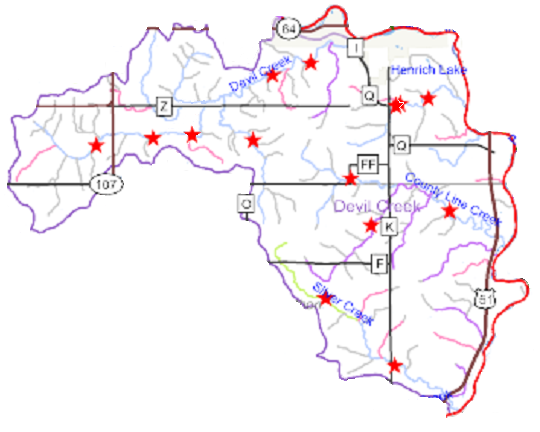 64
I
Devil Creek
Henrich Lake
Q
Z
Q
FF
107
County Line Creek
O
Devil Creek
K
F
Silver Creek
51